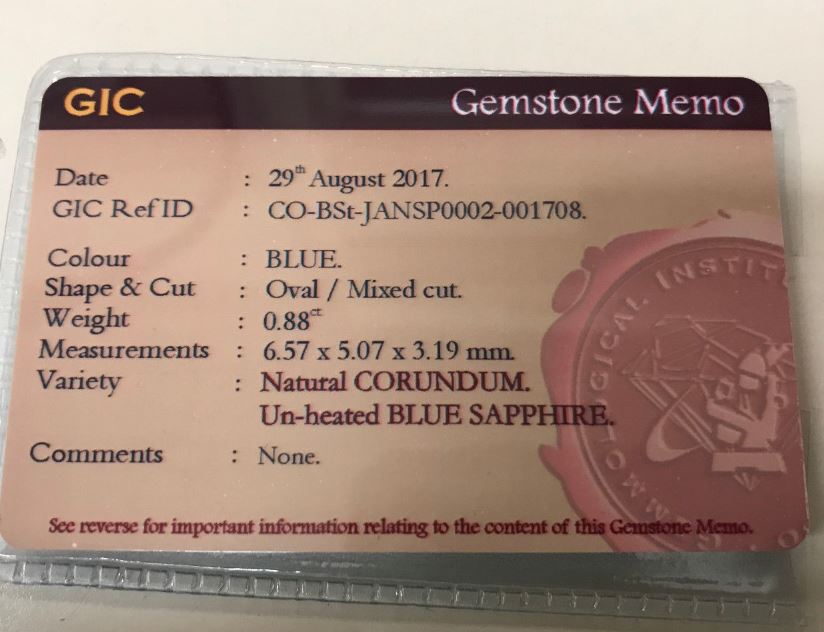 GIC Gemstone Memo
Date : 29th August 2017.
GIC Ref ID : CO-BSt-JANSP0002-001708.
Colour : BLUE.
Shape & Cut : Oval / Mixed cut.
Weight : 0.88ct
Measurements : 6.57 x 5.07 x 3.19 mm.
Variety : Natural CORUNDUM.
Un-heated BLUE SAPPHIRE.
Comments : None.
See reverse for important information relating to the content of this Gemstone Memo.
GEMMOLOGICAL INSTIT